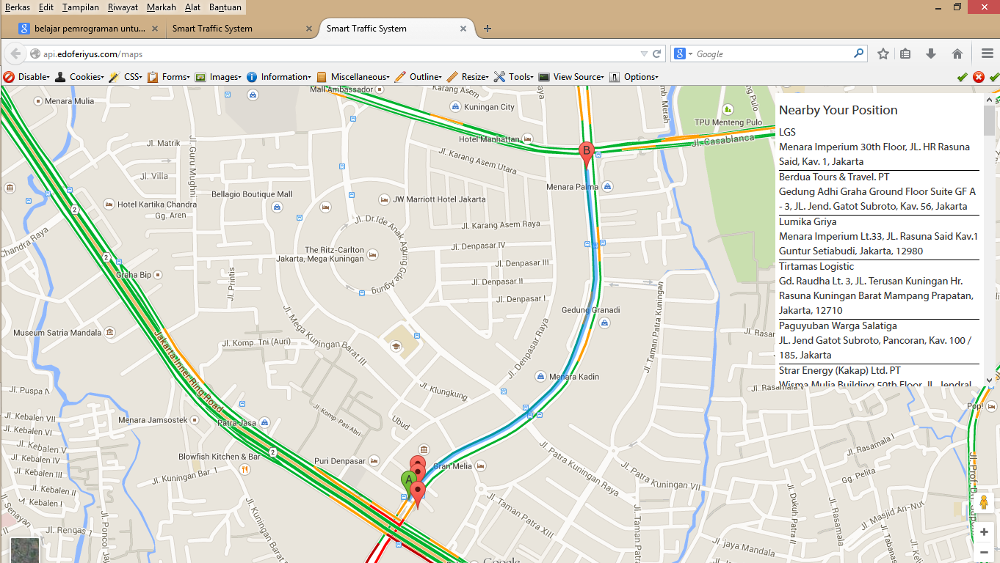 Berkas Edit Tampilan Riwayat Markah Alat Bantuan
belajar pemrograman untu...
Smart Traffic System
Smart Traffic System
api.edoferiyus.com/maps
Google
Disable
Cookies
CSS
Forms
Images
Information
Miscellaneous
Outline
Resize
Tools
View Source
Options
Mall Ambassador
Karang Asem
Menara Mulia
Kuningan City
TPU Menteng Pulo
Hotel Manhattan
Jl. Casablanca
Jl. Matrik
Jl. Guru Mughni
Jl. Karang Asem Utara
B
Jl. Villa
Menara Palma
Bellagio Boutique Mall
JW Marriott Hotel Jakarta
Hotel Kartika Chandra
Gg. Aren
2
Jl. Dr.Ide Anak Agung Gde Agung
Jl. Karang Asem Raya
Chandra Raya
The Ritz-Carlton
Jakarta, Mega Kuningan
Jl. Denpasar IV
2
Jl. Denpasar III
Graha Bip
Jl. Printis
Jl. Denpasar II
Jl. Denpasar I
Jl. Taman Patra Kuningan
Gedung Granadi
Jl. Mega Kuningan Barat III
Jl. Denpasar Raya
Museum Satria Mandala
Jl. Komp. Tni (Auri)
Jakarta Inner Ring Road
Menara Kadin
Jl. Puspa N
Jl. Klungkung
Jl. Rasamala
Jl. Kebalen VII
Jl. Komp. Pati Abri
Menara Jamsostek
Patra Jasa
Ubud
Pop!
Jl. Kebalen VI
Jl. Kebalen V
Jl. Kebalen IV
Jl. Kebalen III
Jl. Kebalen II
Jl. Kebalen I
2
Blowfish Kitchen & Bar
Puri Denpasar
Gran Melia
Jl. Patra Kuningan Raya
Jl. Rasamala I
Jl. Kuningan Bar. 1
A
Jl. Patra Kuningan VII
Gg. Pelita
Jl. Taman Patra XIII
Jl. Dukuh Patra I
Jl. Rasamala
Jl. Masjid An-Nur
Jl. Senayan
Jl. Rengas 1
Jl. Poncol Jaya
Jl. Kuningan Barat
Jl. Taman Patra
Jl. jaya Mandala
Google
Nearby Your Position
LGS
Menara Imperium 30th Floor, JL. HR Rasuna
Said, Kav. 1, Jakarta
Berdua Tours & Travel. PT
Gedung Adhi Graha Ground Floor Suite GF A
- 3, JL. Jend. Gatot Subroto, Kav. 56, Jakarta
Lumika Griya
Menara Imperium Lt.33, JL. Rasuna Said Kav.1
Guntur Setiabudi, Jakarta, 12980
Tirtamas Logistic
Gd. Raudha Lt. 3, JL. Terusan Kuningan Hr.
Rasuna Kuningan Barat Mampang Prapatan,
Jakarta, 12710
Paguyuban Warga Salatiga
JL. Jend Gatot Subroto, Pancoran, Kav. 100 /
185, Jakarta
Strar Energy (Kakap) Ltd. PT
Wisma Mulia Building 50th Floor, JL. Jendral